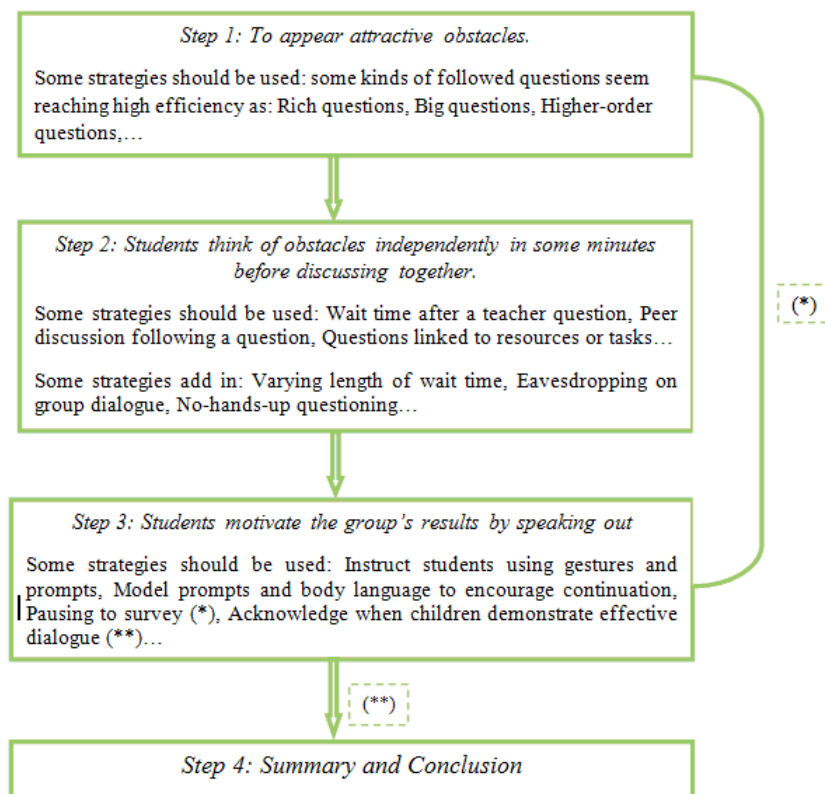 Step 1: To appear attractive obstacles.
Some strategies should be used: some kinds of followed questions seem
reaching high efficiency as: Rich questions, Big questions, Higher-order
questions,...
Step 2: Students think of obstacles independently in some minutes
before discussing together.
Some strategies should be used: Wait time after a teacher question, Peer
discussion following a question, Questions linked to resources or tasks...
Some strategies add in: Varying length of wait time, Eavesdropping on
group dialogue, No-hands-up questioning...
(*)
Step 3: Students motivate the group's results by speaking out
Some strategies should be used: Instruct students using gestures and
prompts, Model prompts and body language to encourage continuation,
Pausing to survey (*), Acknowledge when children demonstrate effective
dialogue (**)...
(**)
Step 4: Summary and Conclusion